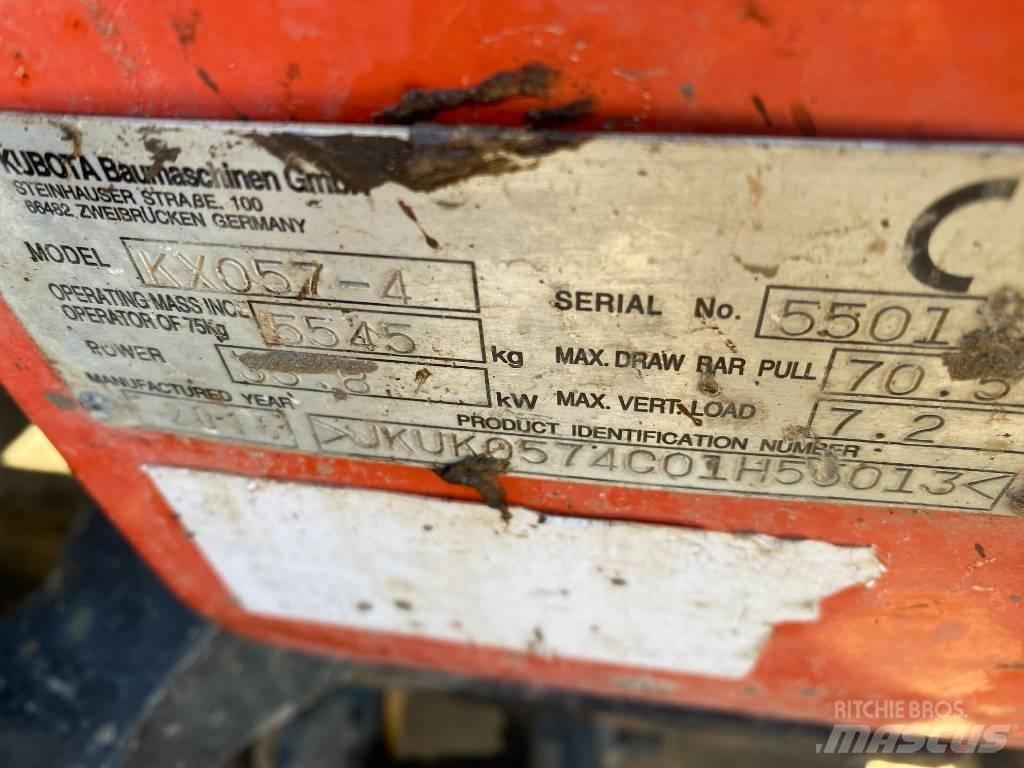 KUBOTA Baumaschinen GmbH
STEINHAUSER STRAßE. 100
66482 ZWEIBRÜCKEN GERMANY
MODEL KX057-4
OPERATING MASS INCL
OPERATOR OF 75Kg 5545 kg
POWER kW
MANUFACTURED YEAR
C
SERIAL No. 5501
MAX. DRAW BAR PULL 70.5
MAX. VERT. LOAD 7.2
PRODUCT IDENTIFICATION NUMBER
>JKUK0574C01H55013<
RITCHIE BROS.
MASCUS